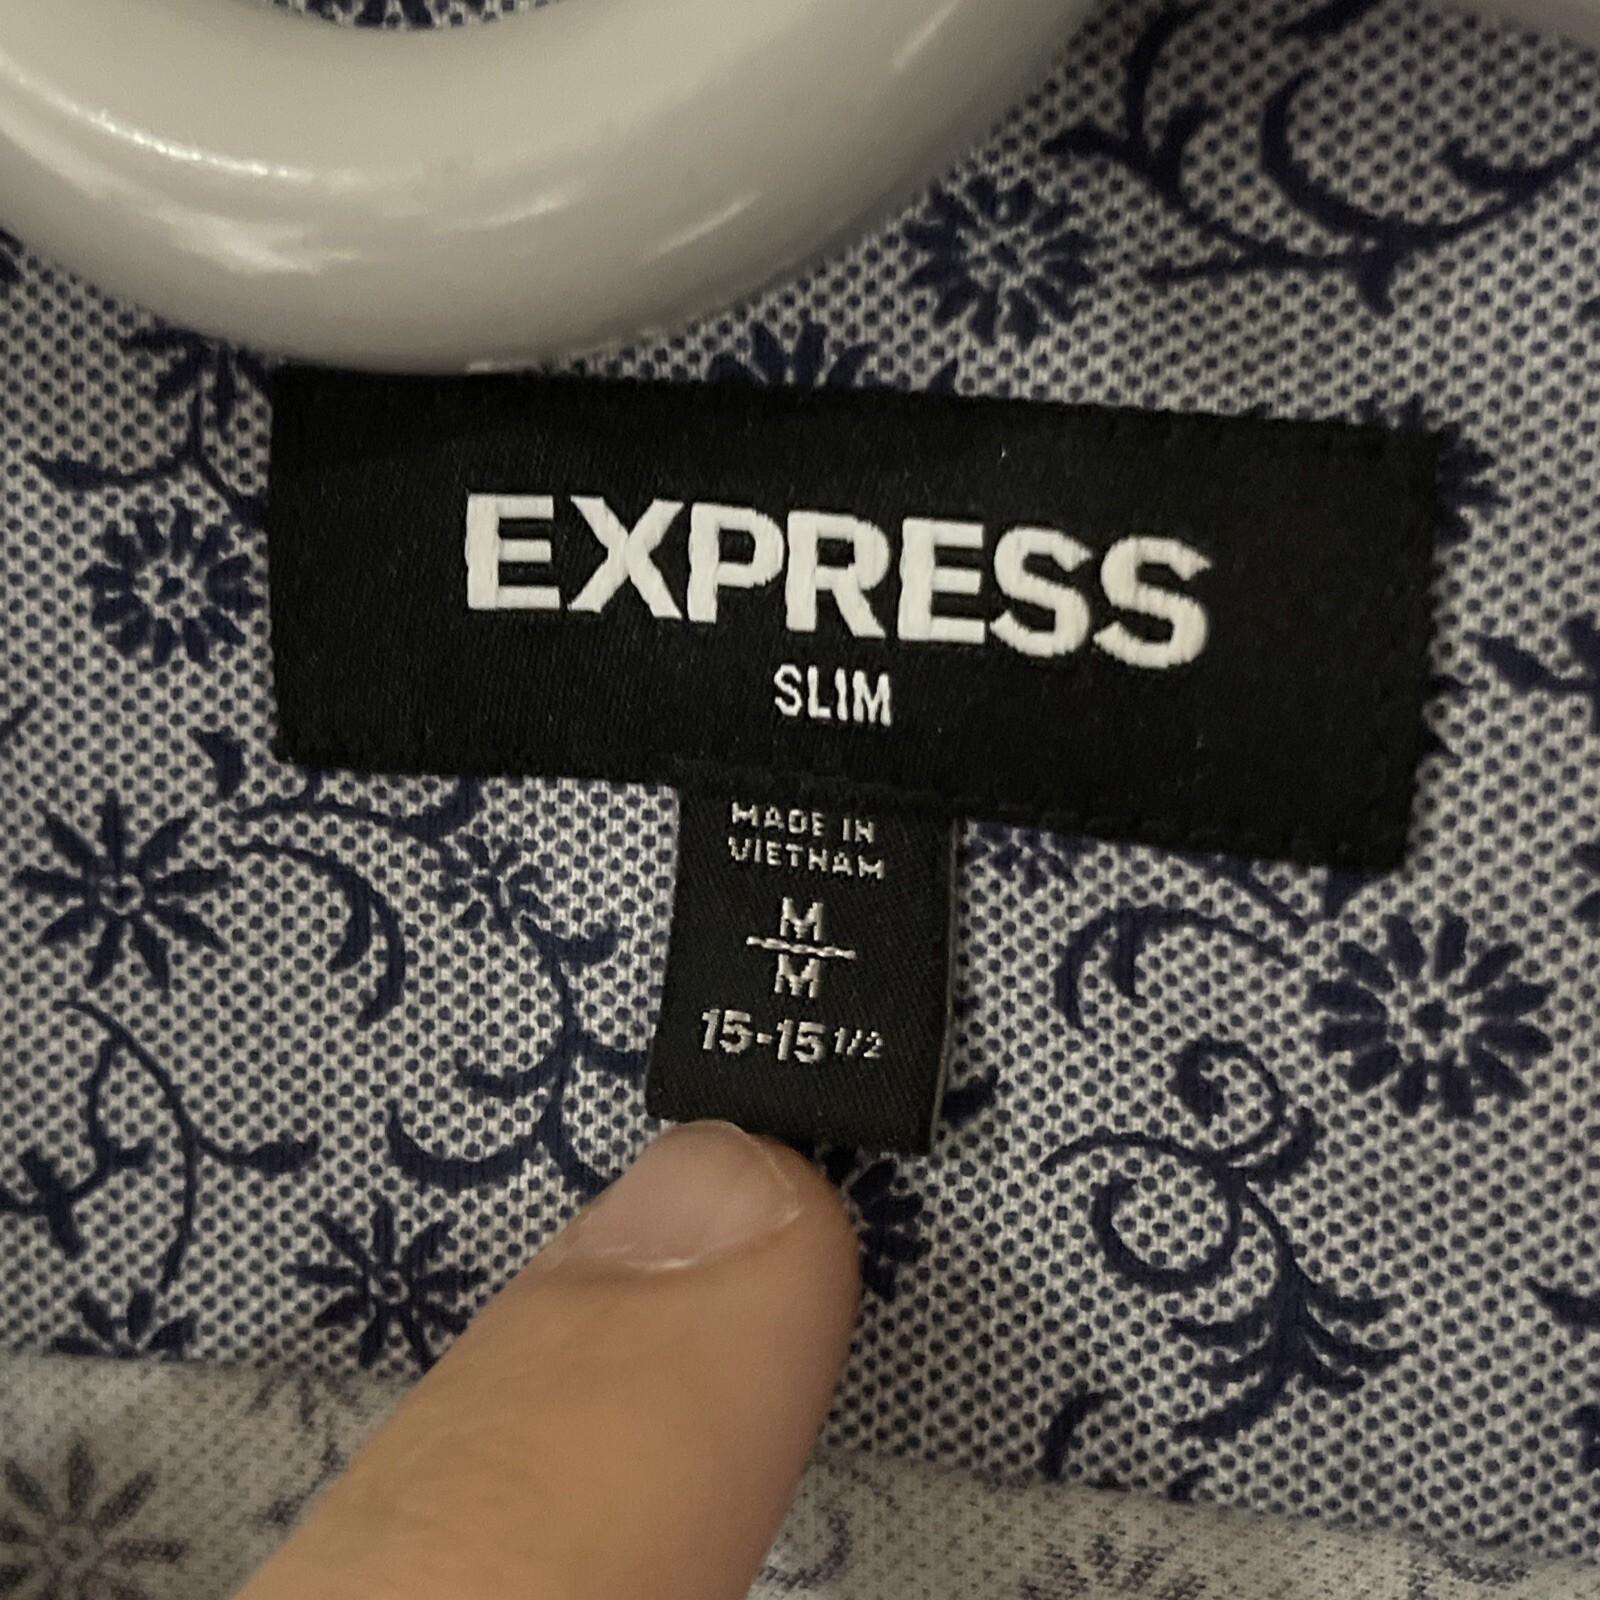 EXPRESS
SLIM
MADE IN
VIETNAM
M
M
15-15 1/2